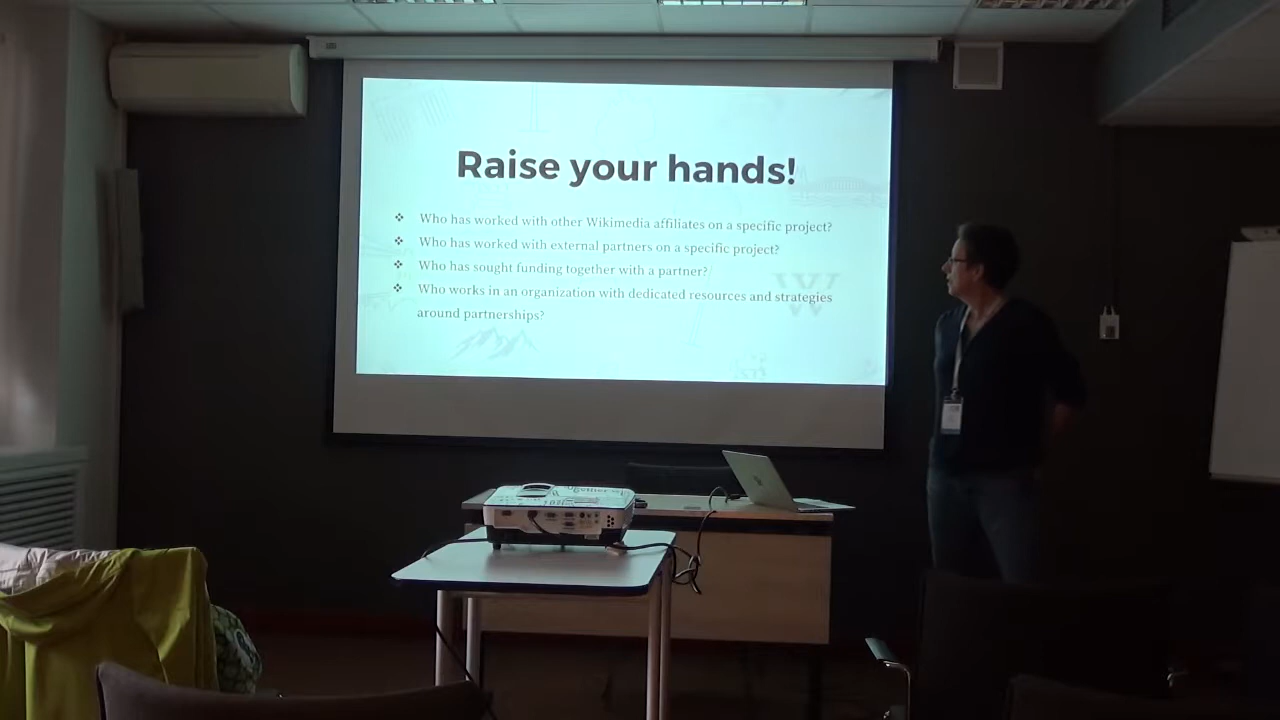 Raise your hands!
❖ Who has worked with other Wikimedia affiliates on a specific project?
❖ Who has worked with external partners on a specific project?
❖ Who has sought funding together with a partner?
❖ Who works in an organization with dedicated resources and strategies
around partnerships?
W